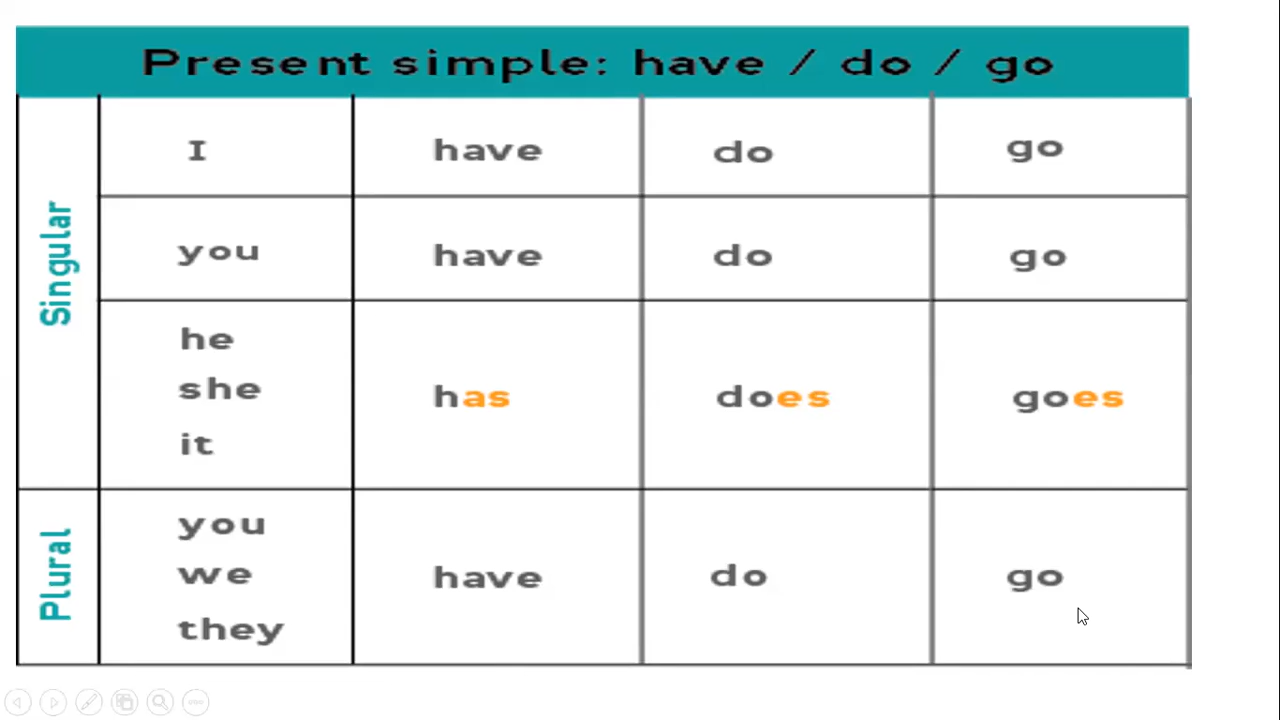 Present simple: have / do / go
Singular
I have do go
you have do go
he
she
it
has does goes
Plural
you
we
they
have do go